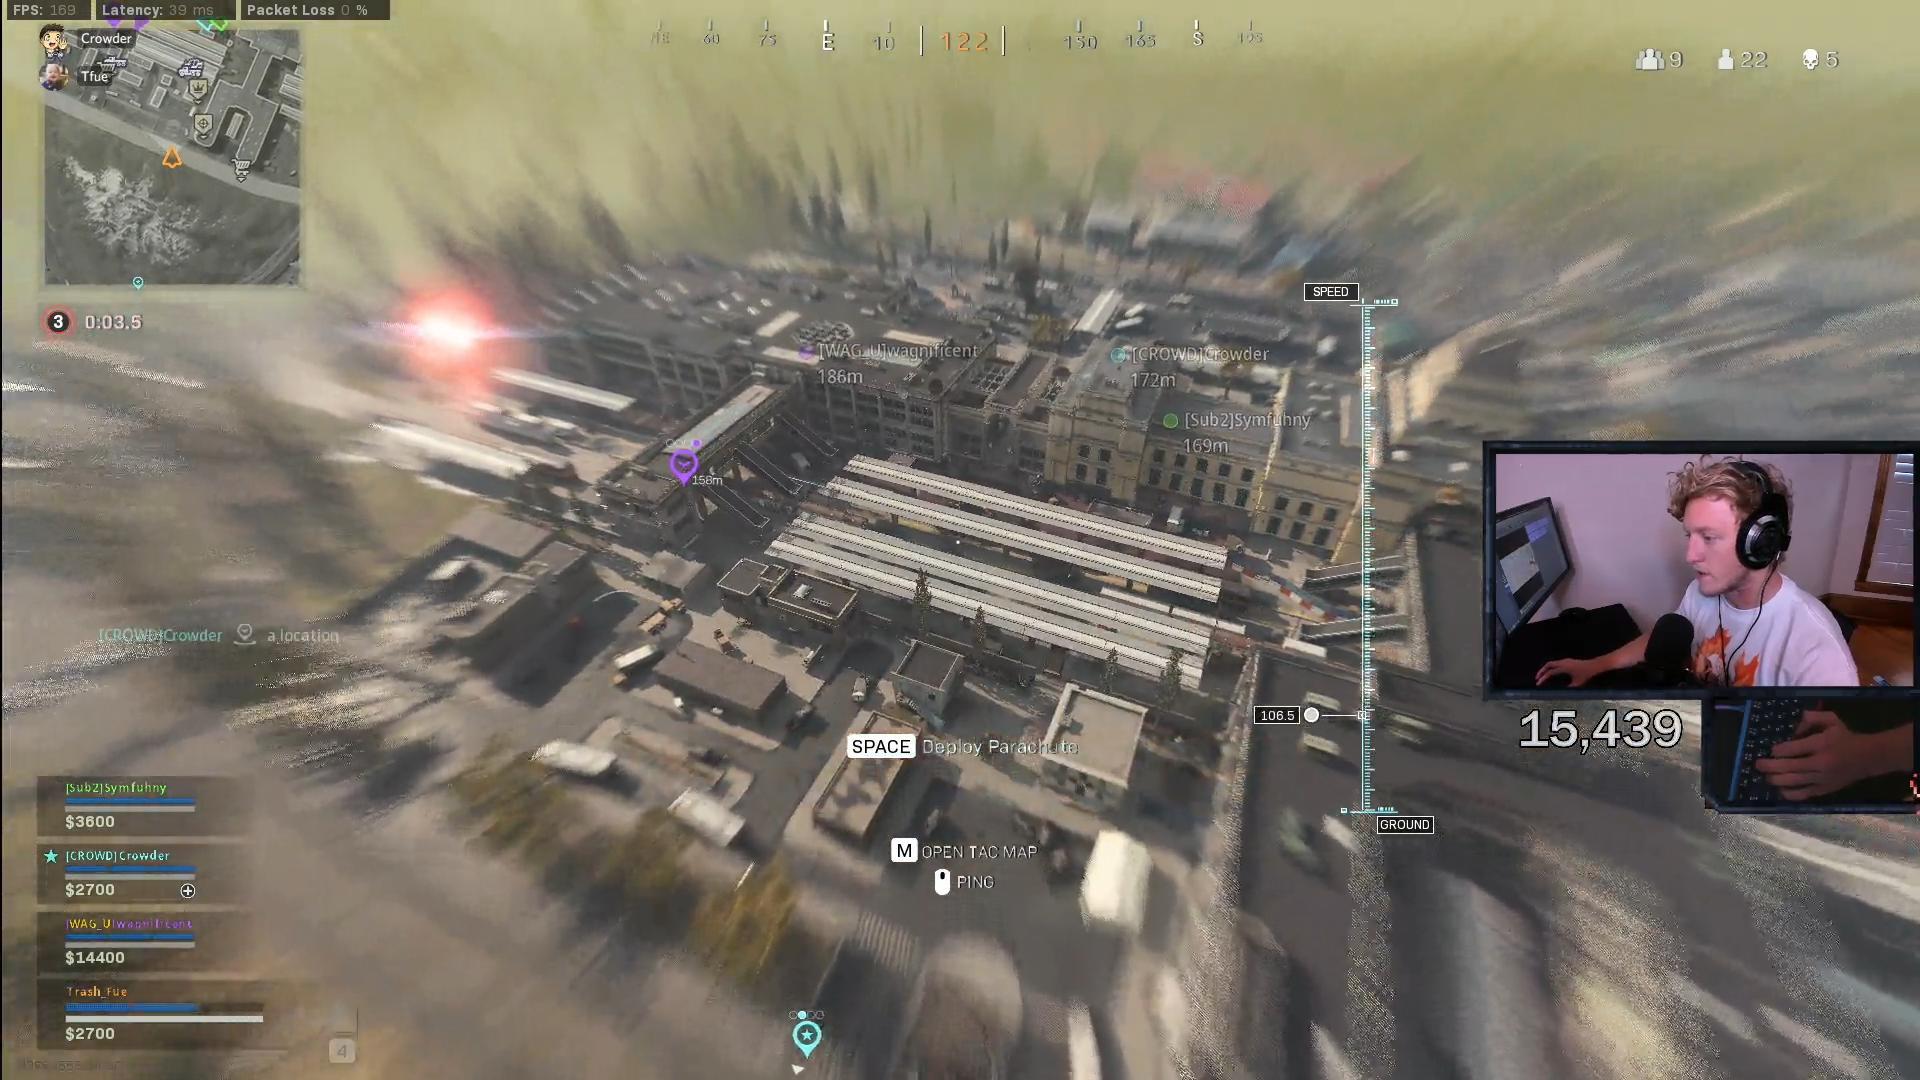 FPS: 169 Latency: 39 ms Packet Loss 0 %
Crowder
Tfue
60 75 E 10 122 150 165 S 195
9 22 5
3 0:03.5
SPEED
[WAG_U]wagnificent
186m
[CROWD]Crowder
172m
[Sub2]Symfuhny
169m
158m
[CROWD]Crowder a location
106.5
15,439
SPACE Deploy Parachute
GROUND
M OPEN TAC MAP
PING
[Sub2]Symfuhny
$3600
[CROWD]Crowder
$2700
[WAG_U]wagnificent
$14400
Trash_Fue
$2700
4